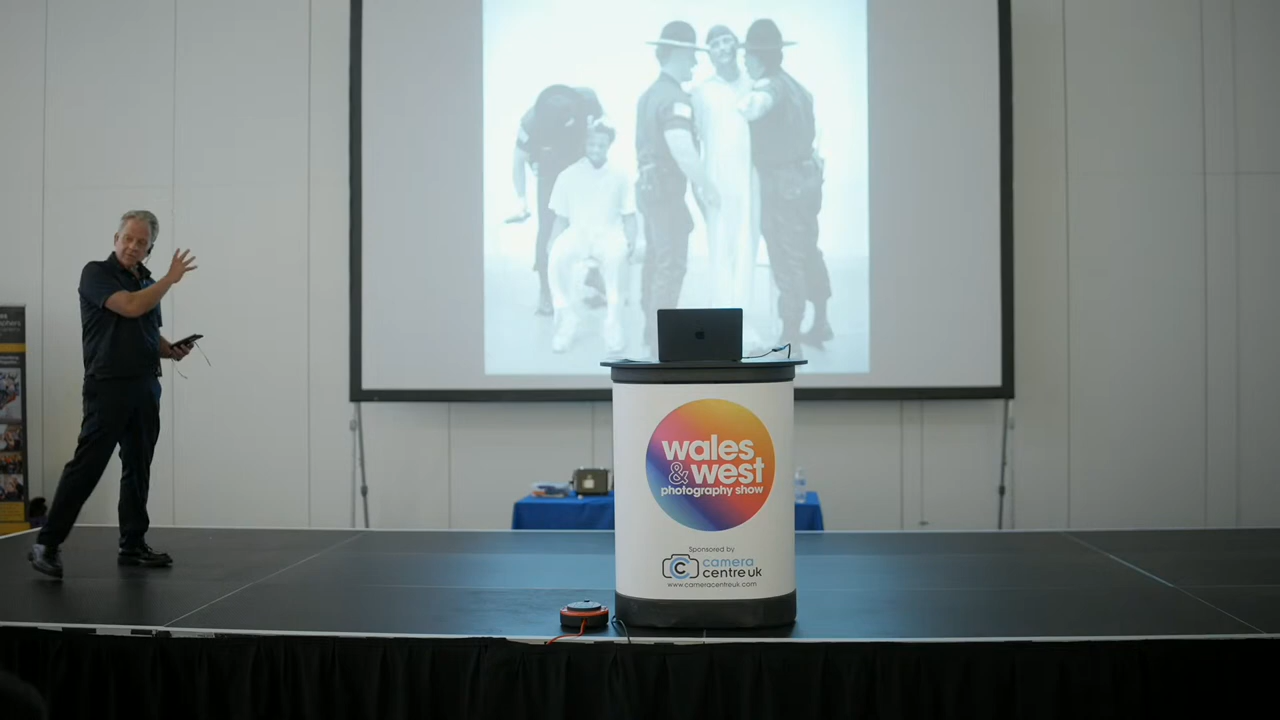 wales
& west
photography show
Sponsored by
camera
centre uk
www.cameracentreuk.com